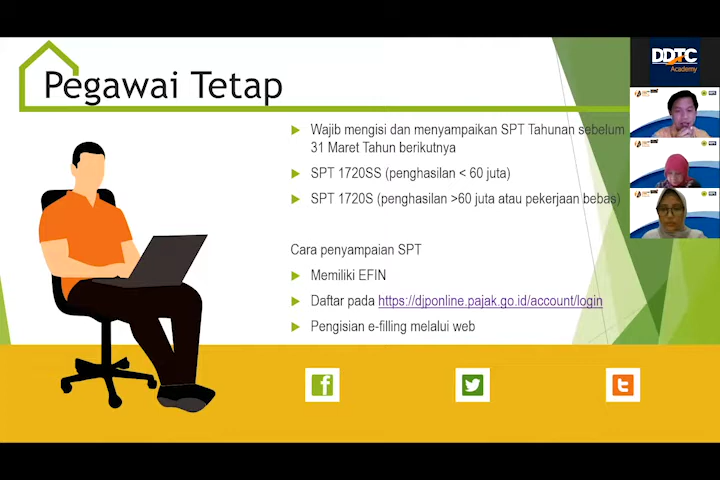 Pegawai Tetap
DDTC
Academy
Wajib mengisi dan menyampaikan SPT Tahunan sebelum
31 Maret Tahun berikutnya
SPT 1720SS (penghasilan < 60 juta)
SPT 1720S (penghasilan >60 juta atau pekerjaan bebas)
Cara penyampaian SPT
Memiliki EFIN
Daftar pada https://djponline.pajak.go.id/account/login
Pengisian e-filling melalui web